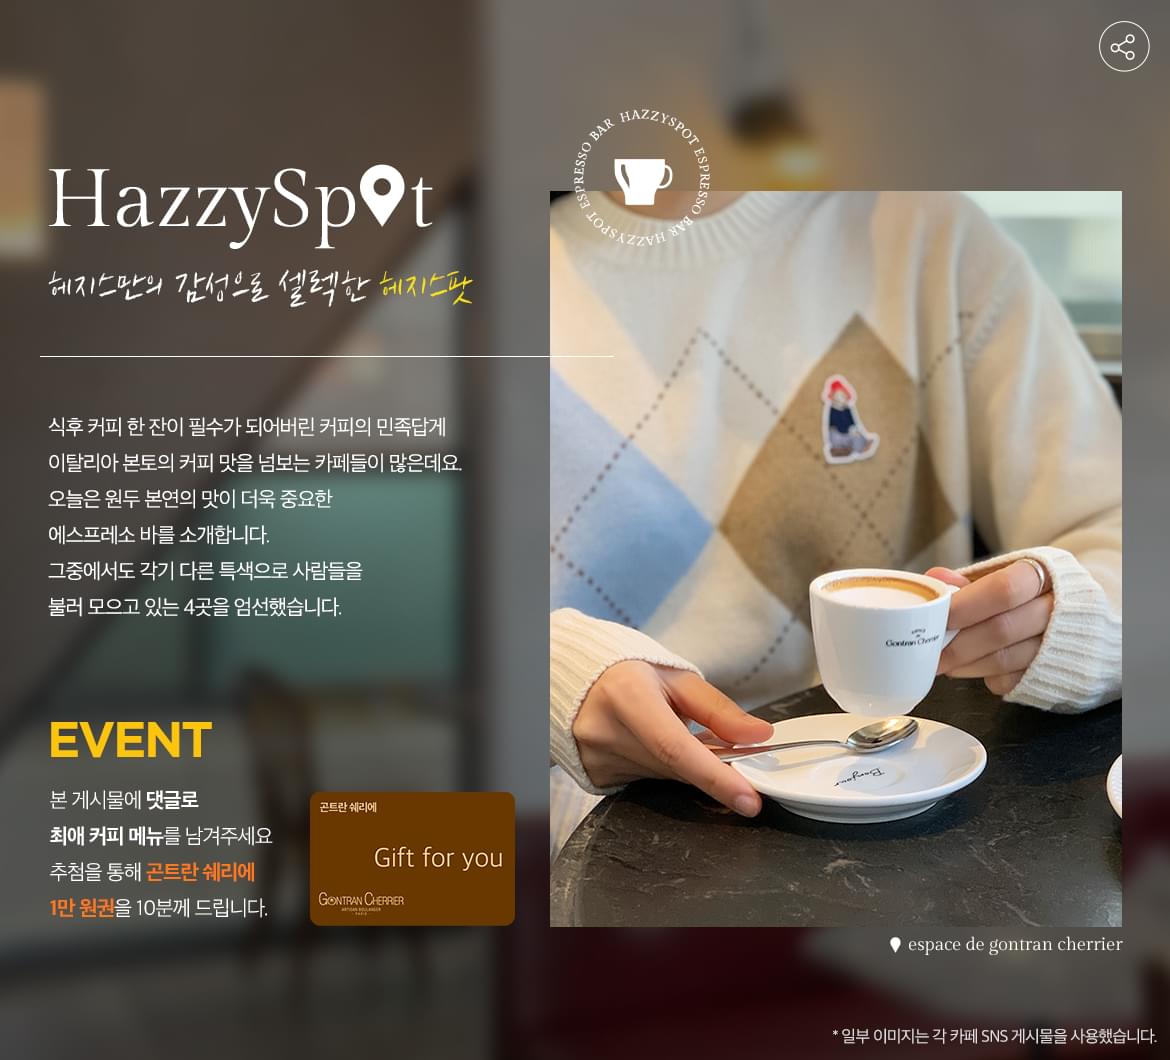 HAZZYSPOT ESPRESSO BAR HAZZYSPOT ESPRESSO BAR
HazzySpot
헤지스만의 감성으로 셀렉한 헤지스팟
식후 커피 한 잔이 필수가 되어버린 커피의 민족답게
이탈리아 본토의 커피 맛을 넘보는 카페들이 많은데요.
오늘은 원두 본연의 맛이 더욱 중요한
에스프레소 바를 소개합니다.
그중에서도 각기 다른 특색으로 사람들을
불러 모으고 있는 4곳을 엄선했습니다.
Gontran Cherrier
Bonjour
EVENT
본 게시물에 댓글로
최애 커피 메뉴를 남겨주세요
추첨을 통해 곤트란 쉐리에
1만 원권을 10분께 드립니다.
곤트란 쉐리에
Gift for you
GONTRAN CHERRIER
ARTISAN BOULANGER
PARIS
espace de gontran cherrier
* 일부 이미지는 각 카페 SNS 게시물을 사용했습니다.